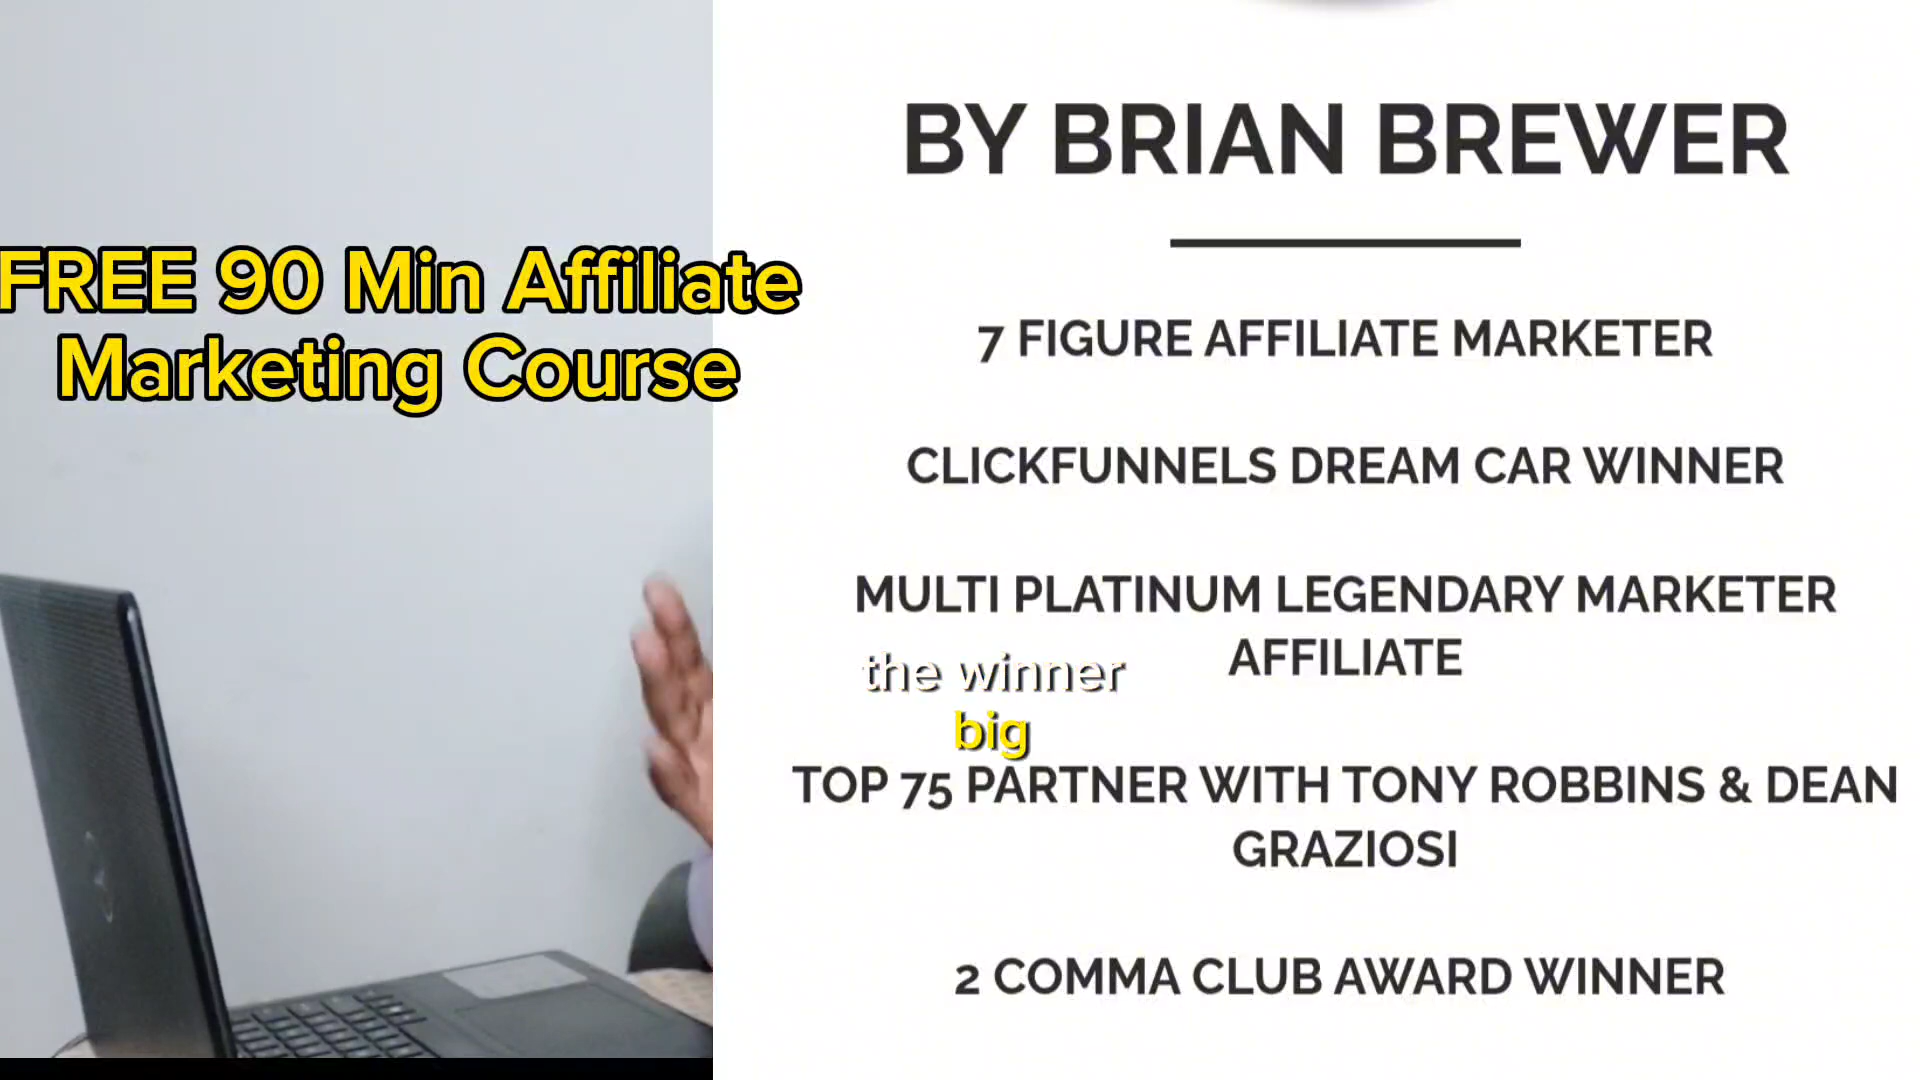 FREE 90 Min Affiliate
Marketing Course
BY BRIAN BREWER
7 FIGURE AFFILIATE MARKETER
CLICKFUNNELS DREAM CAR WINNER
MULTI PLATINUM LEGENDARY MARKETER
AFFILIATE
the winner
big
TOP 75 PARTNER WITH TONY ROBBINS & DEAN
GRAZIOSI
2 COMMA CLUB AWARD WINNER